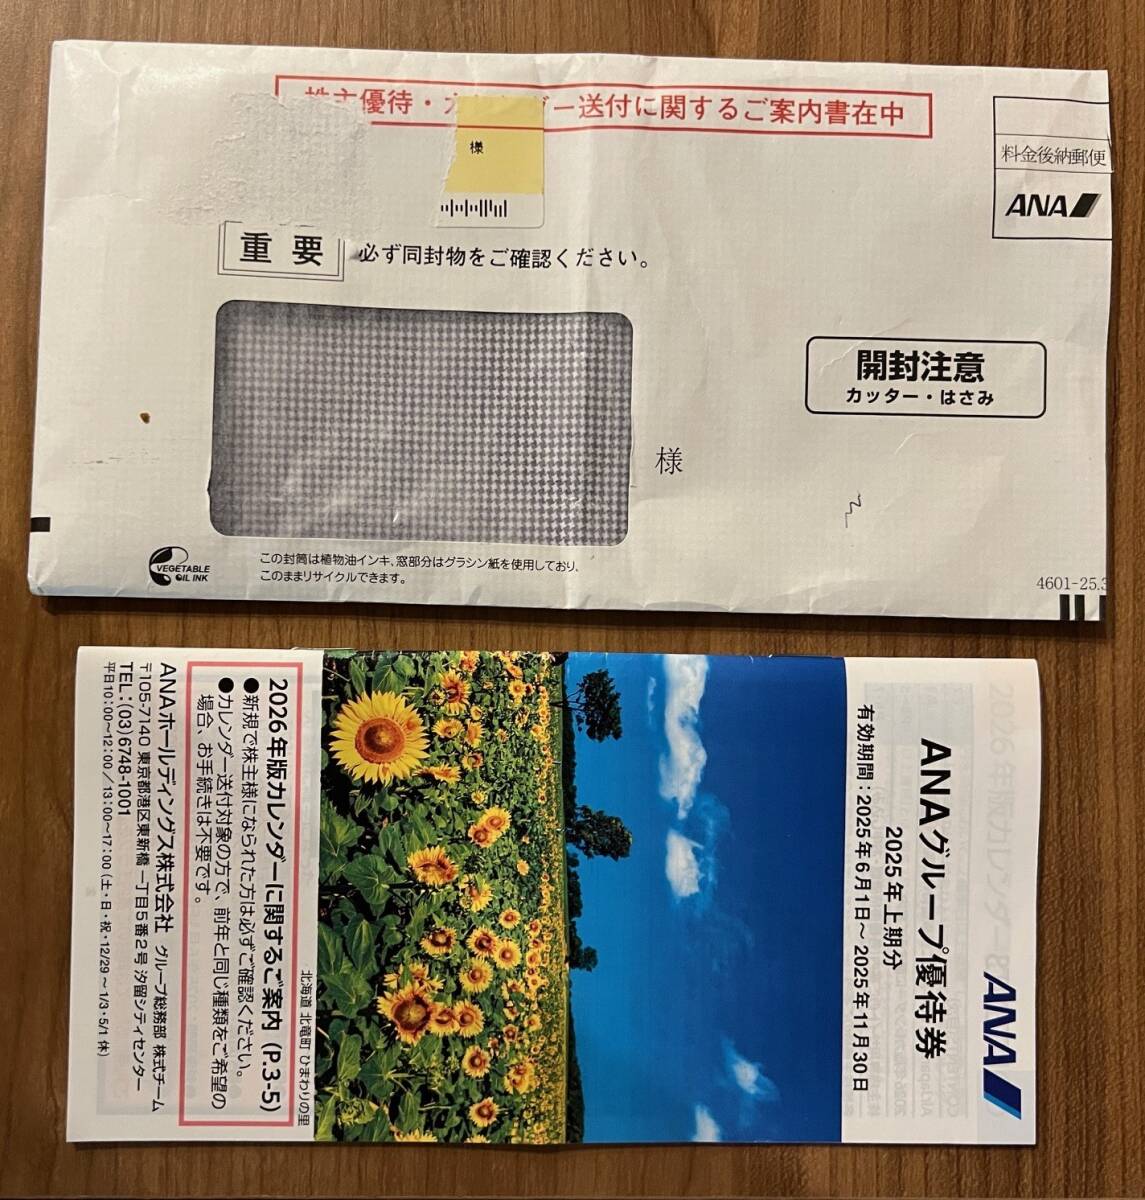 株主優待・カレンダー送付に関するご案内書在中
様
料金後納郵便
ANA
重要
必ず同封物をご確認ください。
開封注意
カッター・はさみ
様
VEGETABLE
OIL INK
この封筒は植物油インキ、窓部分はグラシン紙を使用しており、
このままリサイクルできます。
4601-25.3
ANA
ANAグループ優待券
2025年上期分
有効期間：2025年6月1日～2025年11月30日
北海道 北竜町 ひまわりの里
2026年版カレンダーに関するご案内（P.3-5）
●新規で株主様になられた方は必ずご確認ください。
●カレンダー送付対象の方で、前年と同じ種類をご希望の
場合、お手続きは不要です。
ANAホールディングス株式会社 グループ総務部 株式チーム
〒105-7140 東京都港区東新橋一丁目5番2号 汐留シティセンター
TEL：(03)6748-1001
平日10：00～12：00／13：00～17：00（土・日・祝・12/29～1/3・5/1休）